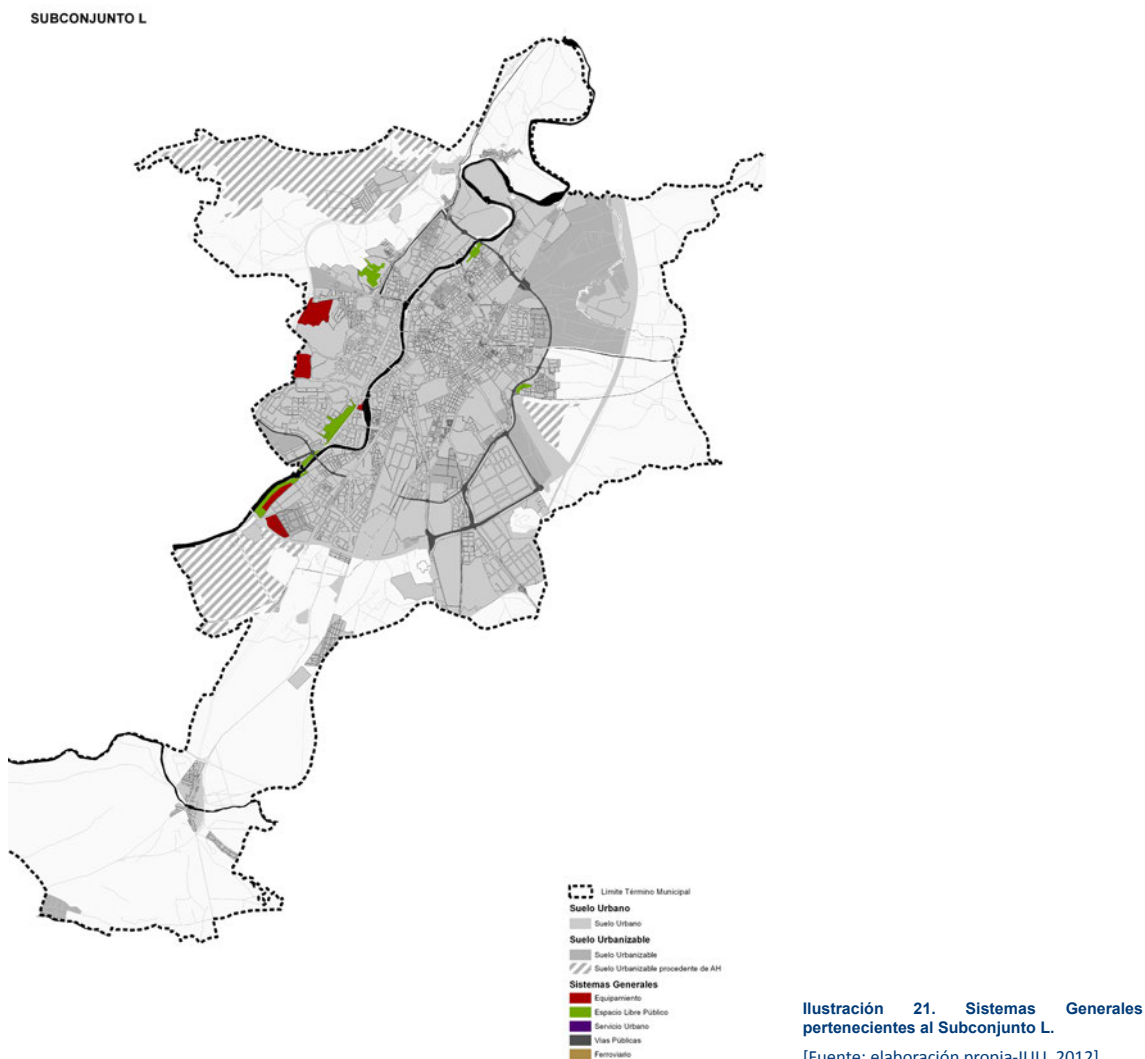 SUBCONJUNTO L
Límite Término Municipal
Suelo Urbano
Suelo Urbano
Suelo Urbanizable
Suelo Urbanizable
Suelo Urbanizable procedente de AH
Sistemas Generales
Equipamiento
Espacio Libre Público
Servicio Urbano
Vías Públicas
Ferroviario
Ilustración 21. Sistemas Generales
pertenecientes al Subconjunto L.
[Fuente: elaboración propia-IUU, 2012]